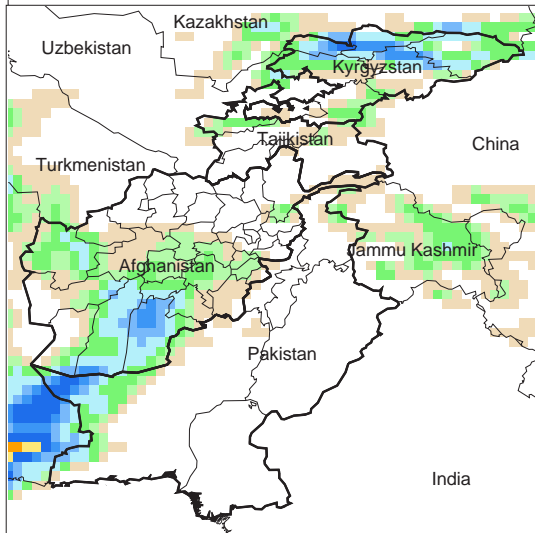 Kazakhstan
Uzbekistan
Kyrgyzstan
Tajikistan
China
Turkmenistan
Jammu Kashmir
Afghanistan
Pakistan
India